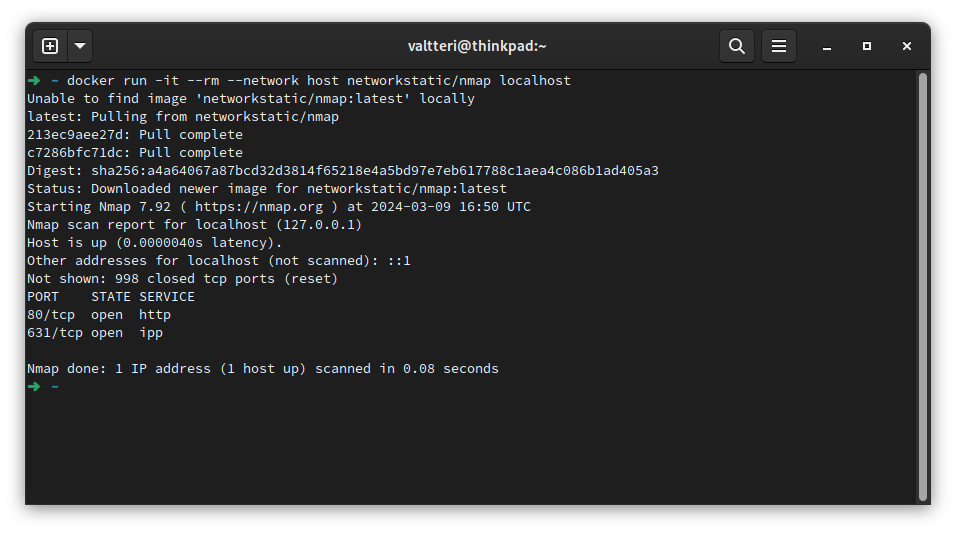 valtteri@thinkpad:~
➜ ~ docker run -it --rm --network host networkstatic/nmap localhost
Unable to find image 'networkstatic/nmap:latest' locally
latest: Pulling from networkstatic/nmap
213ec9aee27d: Pull complete
c7286bfc71dc: Pull complete
Digest: sha256:a4a64067a87bcd32d3814f65218e4a5bd97e7eb617788c1aea4c086b1ad405a3
Status: Downloaded newer image for networkstatic/nmap:latest
Starting Nmap 7.92 ( https://nmap.org ) at 2024-03-09 16:50 UTC
Nmap scan report for localhost (127.0.0.1)
Host is up (0.0000040s latency).
Other addresses for localhost (not scanned): ::1
Not shown: 998 closed tcp ports (reset)
PORT    STATE SERVICE
80/tcp  open  http
631/tcp open  ipp
Nmap done: 1 IP address (1 host up) scanned in 0.08 seconds
➜ ~